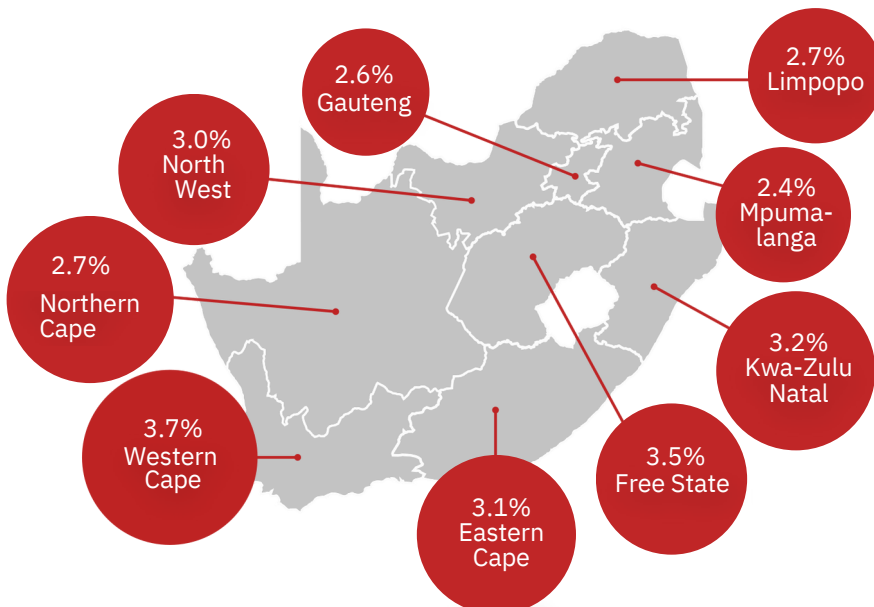 2.7%
Limpopo
2.6%
Gauteng
3.0%
North
West
2.4%
Mpuma-
langa
2.7%
Northern
Cape
3.2%
Kwa-Zulu
Natal
3.7%
Western
Cape
3.5%
Free State
3.1%
Eastern
Cape